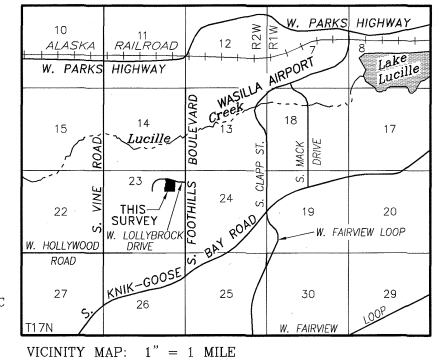 10
11
12
R2W
R1W
W. PARKS HIGHWAY
7
8
ALASKA RAILROAD
W. PARKS HIGHWAY
Lake
Lucille
WASILLA AIRPORT
15
14
13
18
17
Lucille Creek
S. VINE ROAD
S. FOOTHILLS BOULEVARD
S. CLAPP ST.
S. MACK
DRIVE
22
23
24
19
20
THIS
SURVEY
W. LOLLYBROCK
DRIVE
W. HOLLYWOOD
ROAD
W. FAIRVIEW LOOP
S. KNIK-GOOSE BAY ROAD
27
26
25
30
29
T17N
W. FAIRVIEW LOOP
C
VICINITY MAP: 1" = 1 MILE